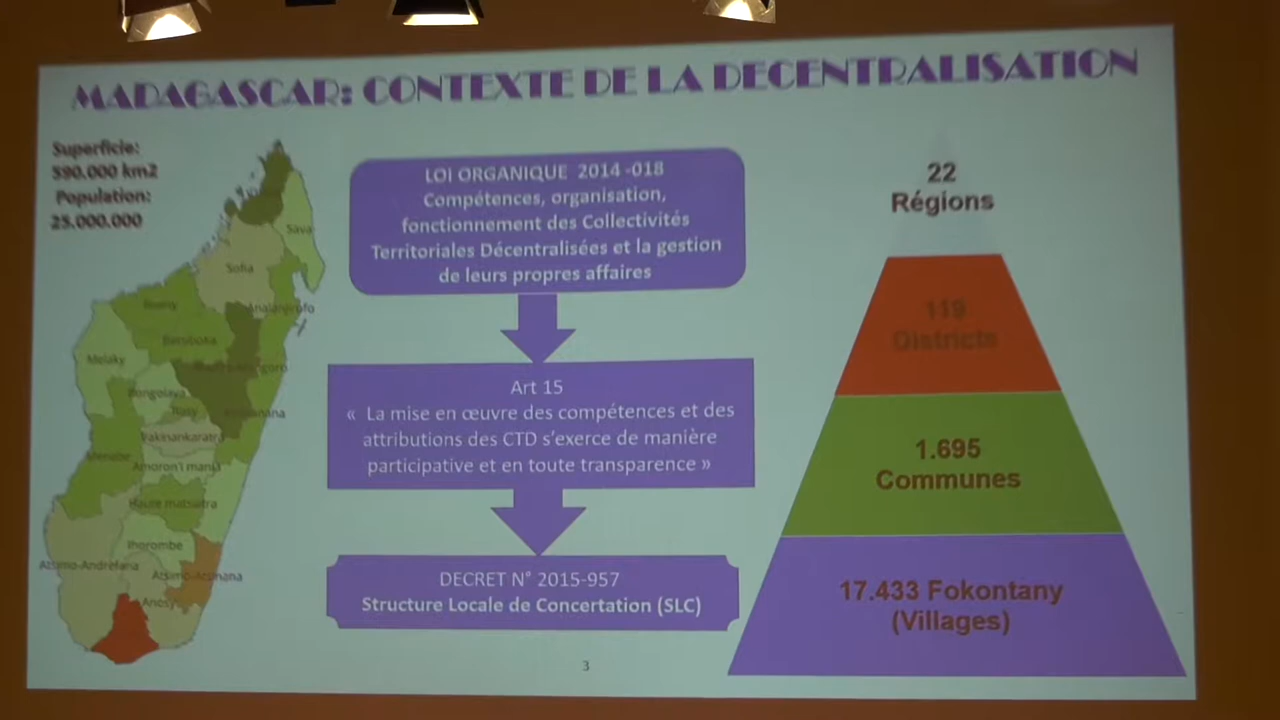 MADAGASCAR: CONTEXTE DE LA DECENTRALISATION
Superficie:
590.000 km2
Population:
25.000.000
Sava
Sofia
Analanjirofo
Boeny
Betsiboka
Melaky
Bongolava
Itasy
Vakinankaratra
Menabe
Amoron'i mania
Haute matsiatra
Ihorombe
Atsimo-Andrefana
Atsimo-Atsinana
Anosy
LOI ORGANIQUE 2014 -018
Compétences, organisation,
fonctionnement des Collectivités
Territoriales Décentralisées et la gestion
de leurs propres affaires
Art 15
« La mise en œuvre des compétences et des
attributions des CTD s'exerce de manière
participative et en toute transparence »
DECRET N° 2015-957
Structure Locale de Concertation (SLC)
22
Régions
119
Districts
1.695
Communes
17.433 Fokontany
(Villages)
3